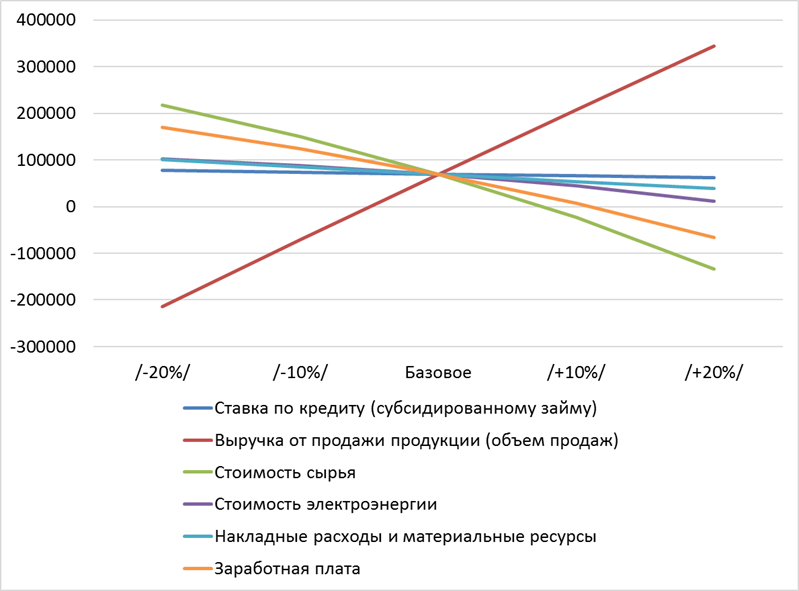 400000
300000
200000
100000
0
-100000
-200000
-300000
/-20%/ /-10%/ Базовое /+10%/ /+20%/
Ставка по кредиту (субсидированному займу)
Выручка от продажи продукции (объем продаж)
Стоимость сырья
Стоимость электроэнергии
Накладные расходы и материальные ресурсы
Заработная плата